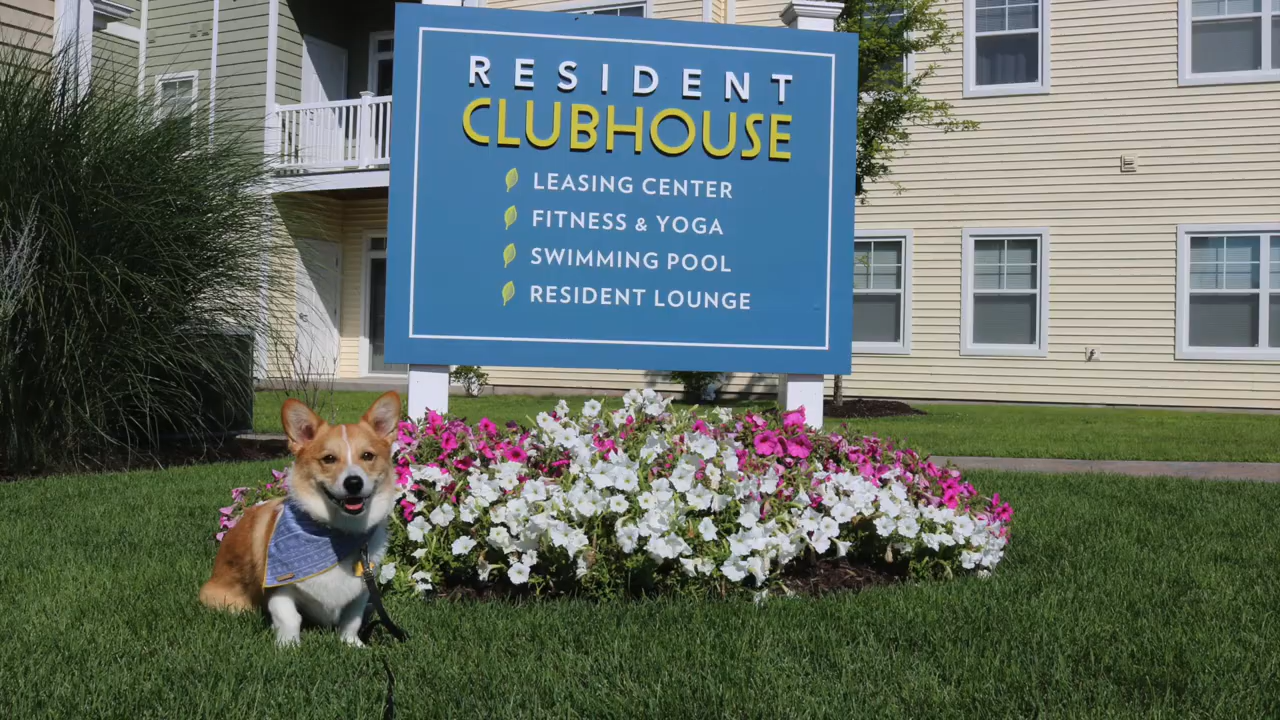 RESIDENT
CLUBHOUSE
LEASING CENTER
FITNESS & YOGA
SWIMMING POOL
RESIDENT LOUNGE